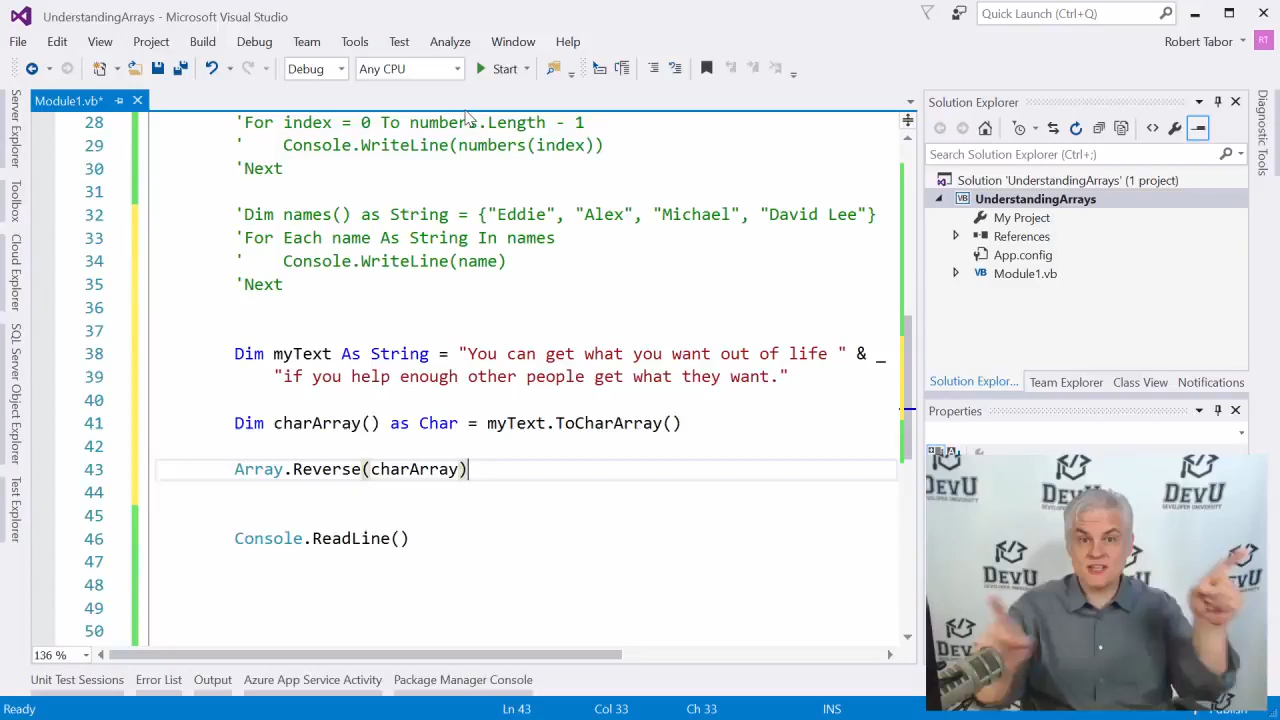 UnderstandingArrays - Microsoft Visual Studio
Quick Launch (Ctrl+Q)
File Edit View Project Build Debug Team Tools Test Analyze Window Help
Robert Tabor RT
Debug Any CPU Start
Module1.vb*
Server Explorer
Toolbox
Cloud Explorer
SQL Server Object Explorer
Test Explorer
28 'For index = 0 To numbers.Length - 1
29 '    Console.WriteLine(numbers(index))
30 'Next
31
32 'Dim names() as String = {"Eddie", "Alex", "Michael", "David Lee"}
33 'For Each name As String In names
34 '    Console.WriteLine(name)
35 'Next
36
37
38 Dim myText As String = "You can get what you want out of life " & _
39     "if you help enough other people get what they want."
40
41 Dim charArray() as Char = myText.ToCharArray()
42
43 Array.Reverse(charArray)
44
45
46 Console.ReadLine()
47
48
49
50
136 %
Solution Explorer
Search Solution Explorer (Ctrl+;)
Solution 'UnderstandingArrays' (1 project)
VB UnderstandingArrays
My Project
References
App.config
VB Module1.vb
Solution Explor... Team Explorer Class View Notifications
Properties
Diagnostic Tools
DevU
DEVELOPER UNIVERSITY
DevU
DEVELOPER UNIVERSITY
DevU
DevU
Unit Test Sessions Error List Output Azure App Service Activity Package Manager Console
Ready Ln 43 Col 33 Ch 33 INS